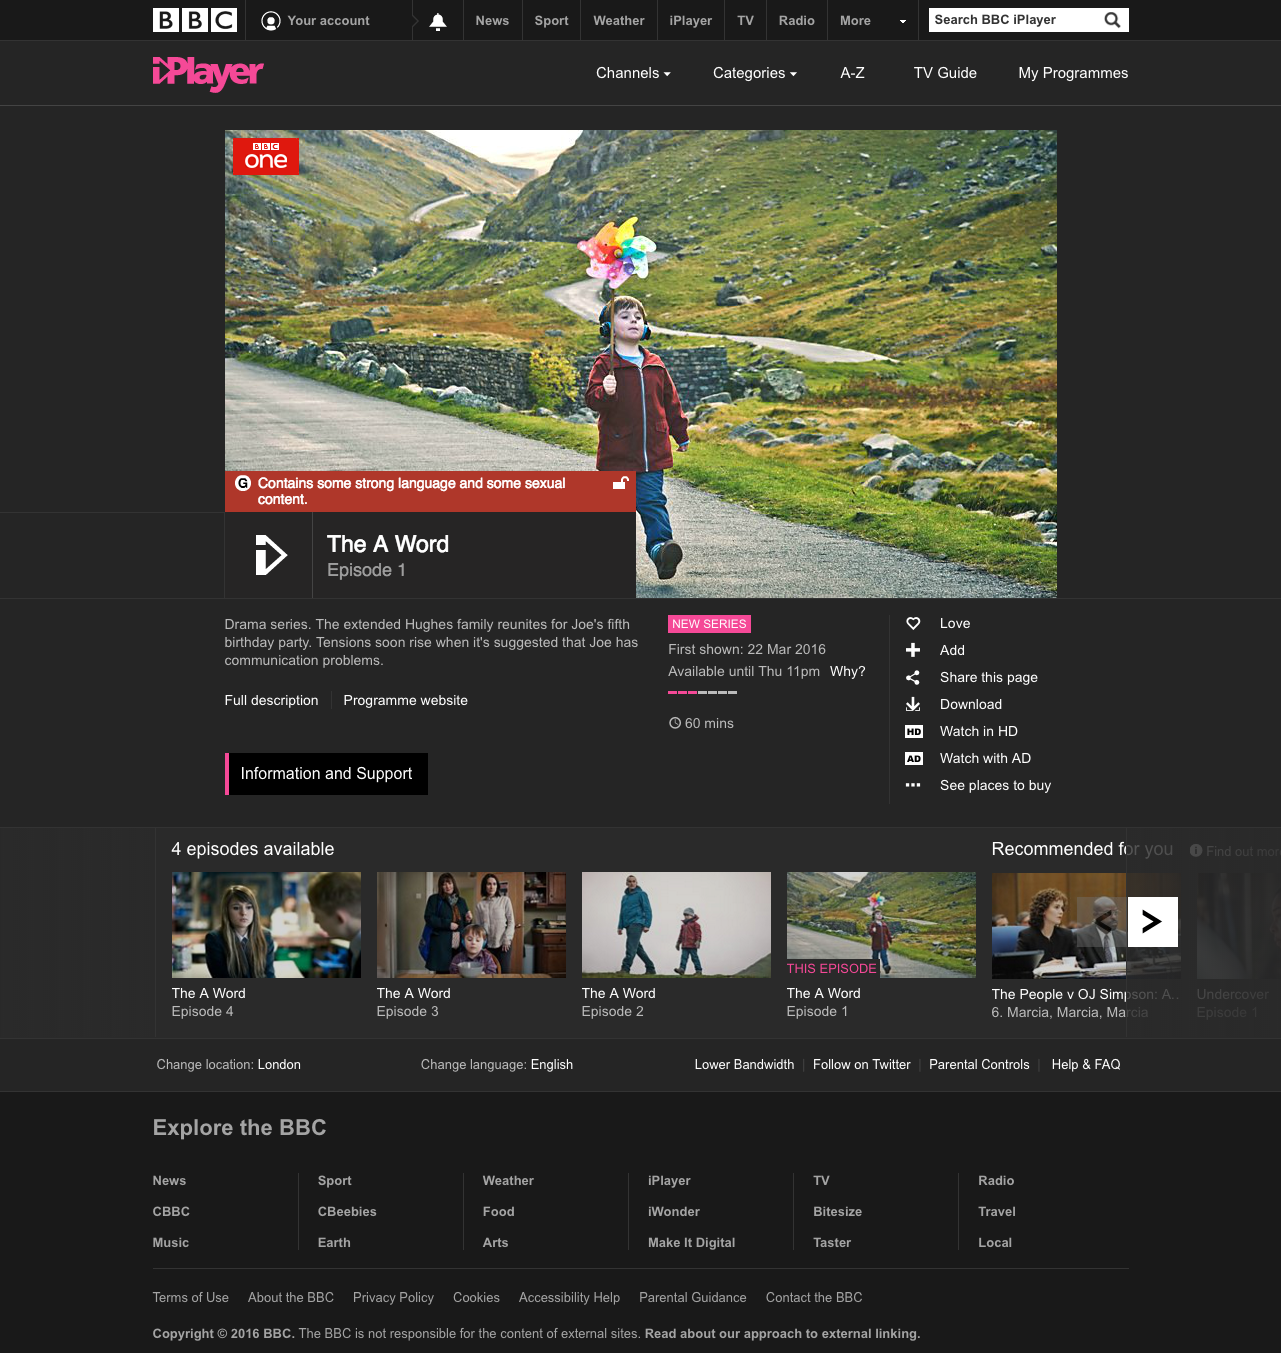 BBC Your account News Sport Weather iPlayer TV Radio More Search BBC iPlayer
iPlayer Channels Categories A-Z TV Guide My Programmes
BBC
one
G Contains some strong language and some sexual
content.
The A Word
Episode 1
Drama series. The extended Hughes family reunites for Joe's fifth
birthday party. Tensions soon rise when it's suggested that Joe has
communication problems.
Full description Programme website
Information and Support
NEW SERIES
First shown: 22 Mar 2016
Available until Thu 11pm Why?
60 mins
Love
Add
Share this page
Download
HD Watch in HD
AD Watch with AD
See places to buy
4 episodes available
Recommended for you Find out more
THIS EPISODE
The A Word
Episode 4
The A Word
Episode 3
The A Word
Episode 2
The A Word
Episode 1
The People v OJ Simpson: A..
6. Marcia, Marcia, Marcia
Undercover
Episode 1
Change location: London Change language: English Lower Bandwidth Follow on Twitter Parental Controls Help & FAQ
Explore the BBC
News Sport Weather iPlayer TV Radio
CBBC CBeebies Food iWonder Bitesize Travel
Music Earth Arts Make It Digital Taster Local
Terms of Use About the BBC Privacy Policy Cookies Accessibility Help Parental Guidance Contact the BBC
Copyright © 2016 BBC. The BBC is not responsible for the content of external sites. Read about our approach to external linking.